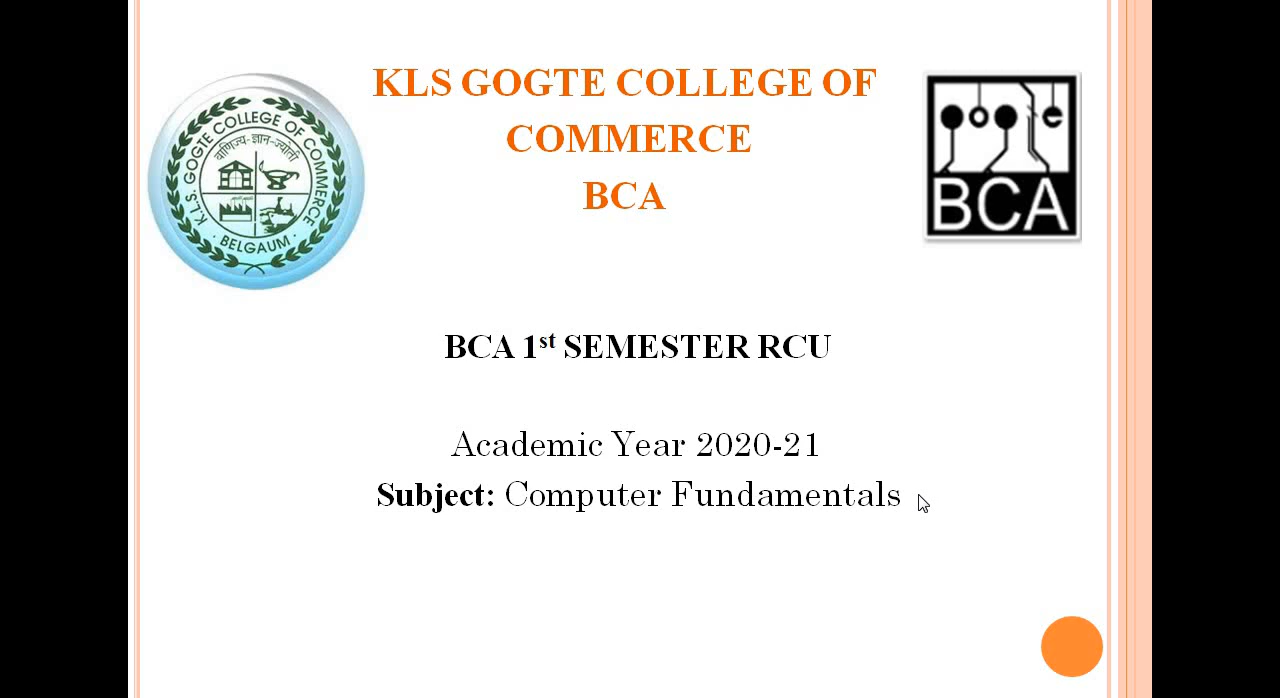 KLS GOGTE COLLEGE OF
COMMERCE
BCA
K.L.S. GOGTE COLLEGE OF COMMERCE
वाणिज्य-ज्ञान-ज्योती
· BELGAUM ·
gogte
BCA
BCA 1st SEMESTER RCU
Academic Year 2020-21
Subject: Computer Fundamentals